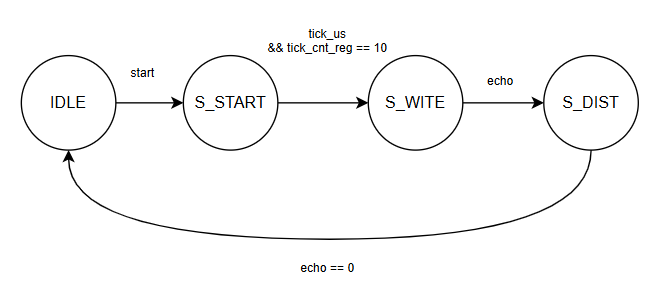 tick_us
&& tick_cnt_reg == 10
start
echo
IDLE
S_START
S_WITE
S_DIST
echo == 0